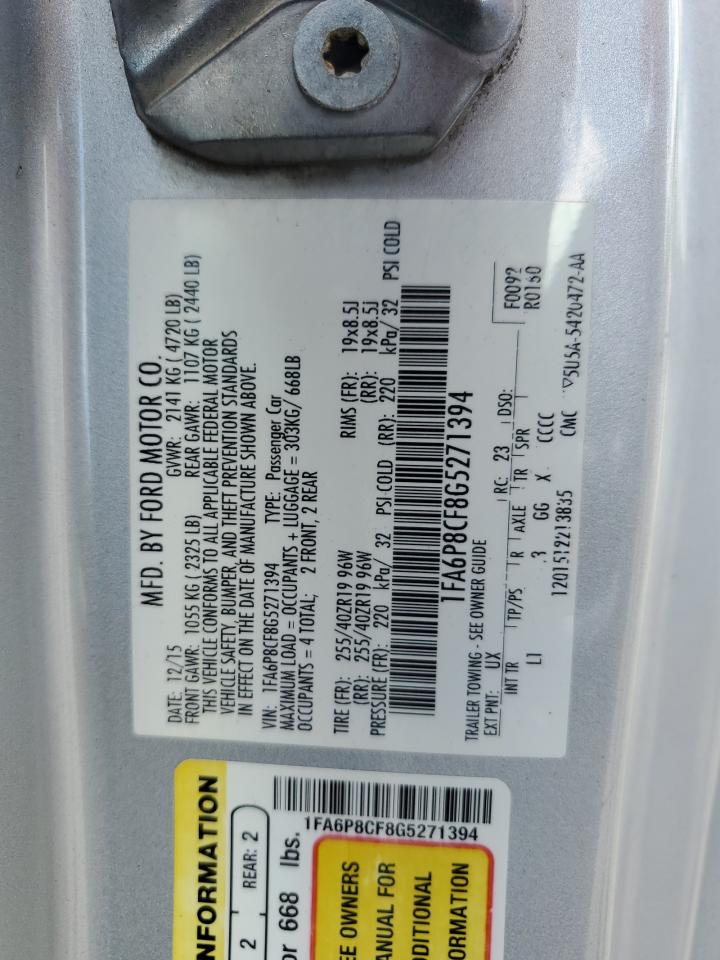 MFD. BY FORD MOTOR CO.
DATE: 12/15 GVWR: 2141 KG ( 4720 LB)
FRONT GAWR: 1055 KG ( 2325 LB) REAR GAWR: 1107 KG ( 2440 LB)
THIS VEHICLE CONFORMS TO ALL APPLICABLE FEDERAL MOTOR
VEHICLE SAFETY, BUMPER, AND THEFT PREVENTION STANDARDS
IN EFFECT ON THE DATE OF MANUFACTURE SHOWN ABOVE.
VIN: 1FA6P8CF8G5271394 TYPE: Passenger Car
MAXIMUM LOAD = OCCUPANTS + LUGGAGE = 303KG/ 668LB
OCCUPANTS = 4 TOTAL; 2 FRONT, 2 REAR
TIRE (FR): 255/40ZR19 96W RIMS (FR): 19x8.5J
(RR): 255/40ZR19 96W (RR): 19x8.5J
PRESSURE (FR): 220 kPa/ 32 PSI COLD (RR): 220 kPa/ 32 PSI COLD
1FA6P8CF8G5271394
TRAILER TOWING - SEE OWNER GUIDE
EXT PNT: UX RC: 23 DSO: F0092
INT TR TP/PS R AXLE TR SPR R0160
LI 3 GG X CCCC
12015122T3835 CMC 5U5A-5420472-AA
NFORMATION
2 REAR: 2
or 668 lbs.
1FA6P8CF8G5271394
EE OWNERS
ANUAL FOR
DDITIONAL
ORMATION